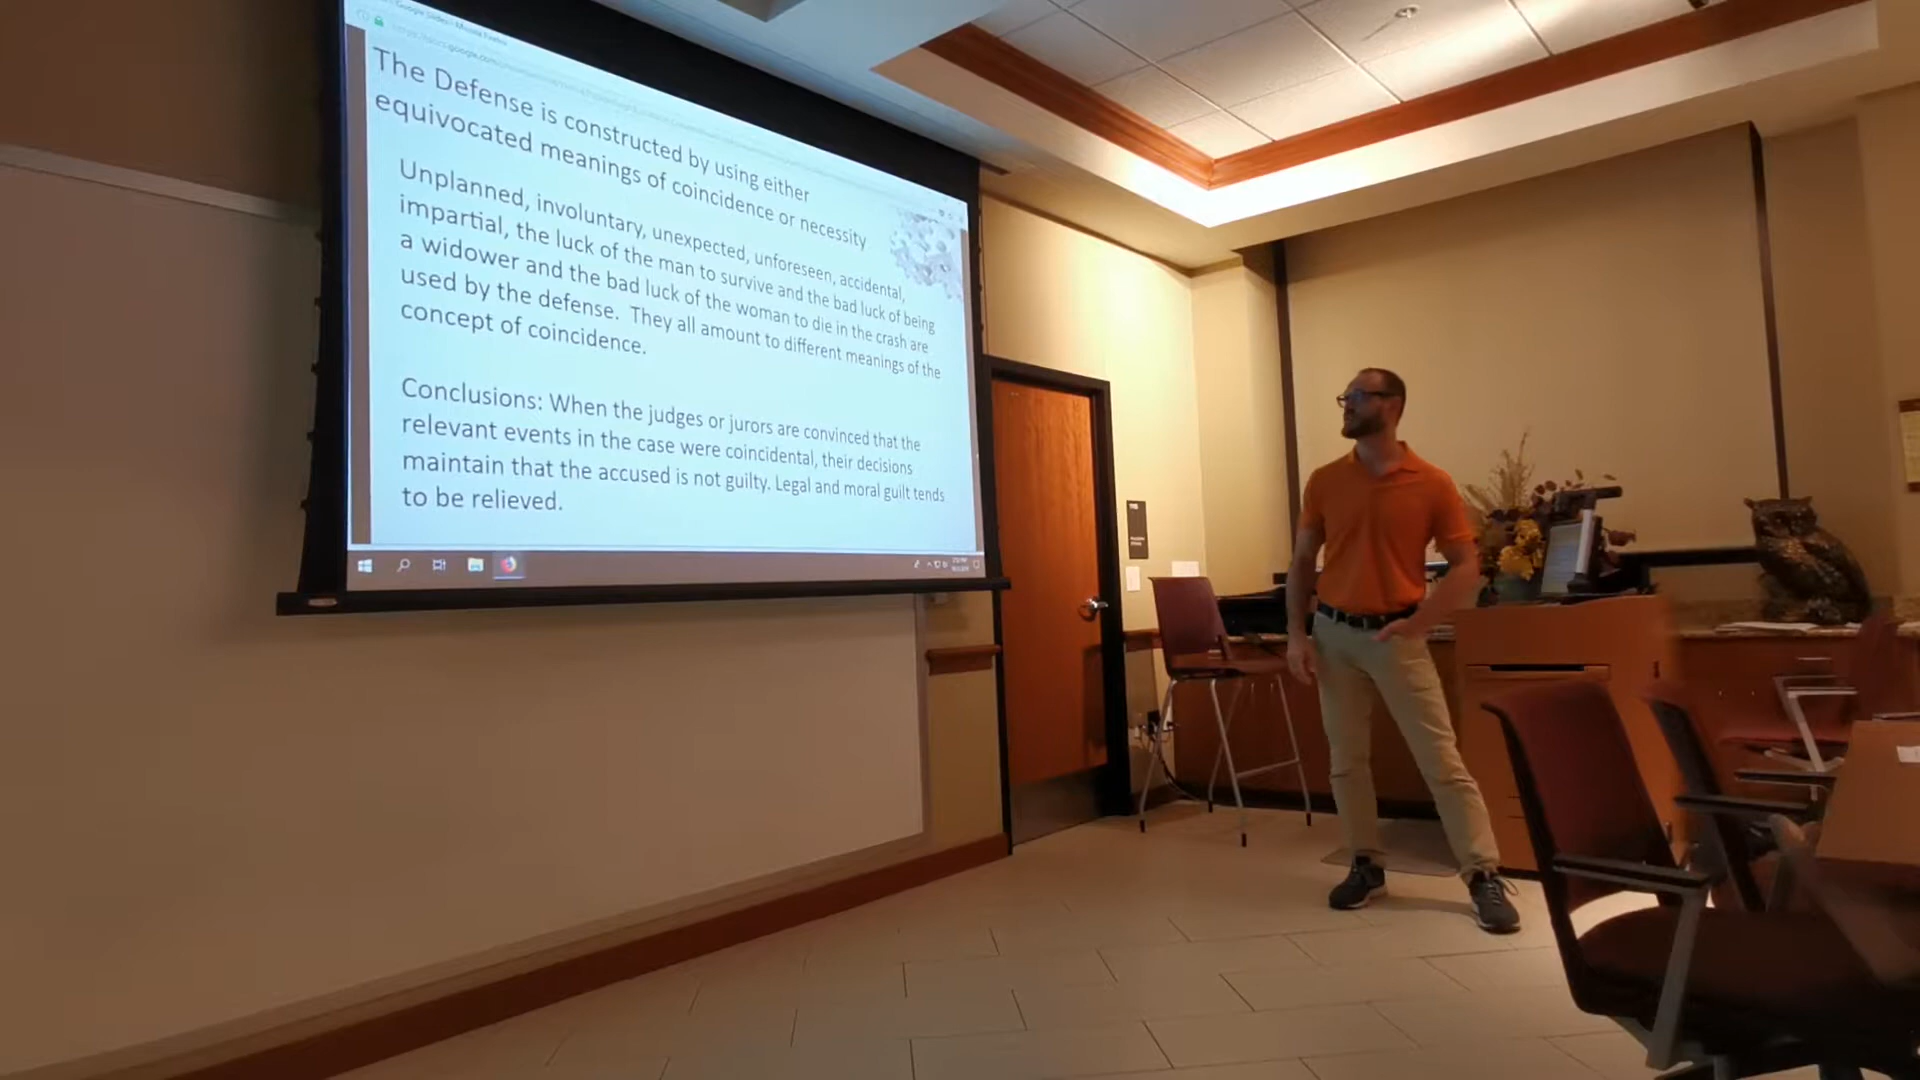 Google Slides - Mozilla Firefox
The Defense is constructed by using either
equivocated meanings of coincidence or necessity
Unplanned, involuntary, unexpected, unforeseen, accidental,
impartial, the luck of the man to survive and the bad luck of being
a widower and the bad luck of the woman to die in the crash are
used by the defense. They all amount to different meanings of the
concept of coincidence.
Conclusions: When the judges or jurors are convinced that the
relevant events in the case were coincidental, their decisions
maintain that the accused is not guilty. Legal and moral guilt tends
to be relieved.